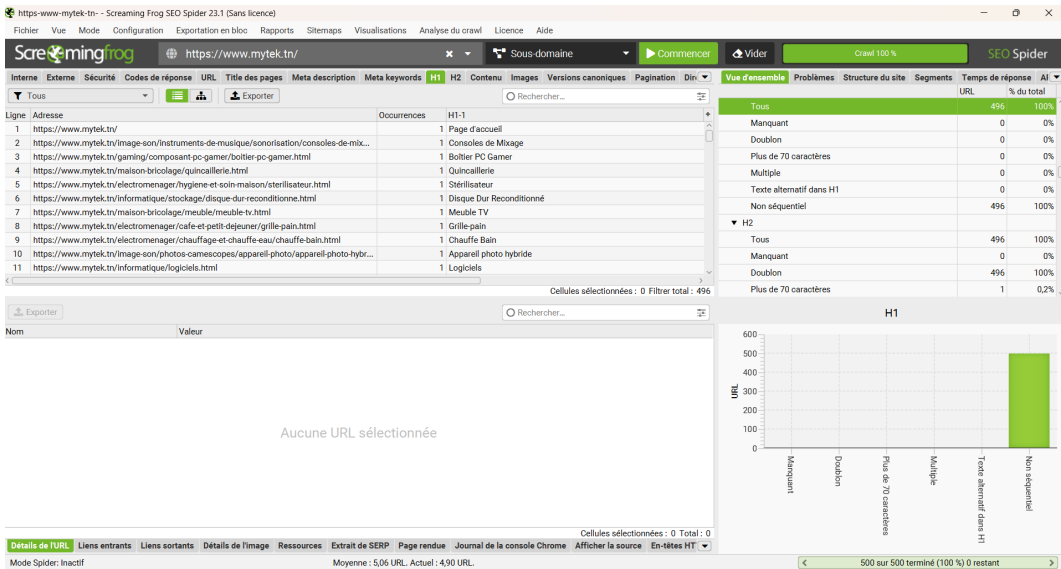 https-www-mytek-tn- - Screaming Frog SEO Spider 23.1 (Sans licence)
Fichier Vue Mode Configuration Exportation en bloc Rapports Sitemaps Visualisations Analyse du crawl Licence Aide
Screamingfrog https://www.mytek.tn/ Sous-domaine Commencer Vider Crawl 100 % SEO Spider
Interne Externe Sécurité Codes de réponse URL Title des pages Meta description Meta keywords H1 H2 Contenu Images Versions canoniques Pagination Dir
Tous Exporter Rechercher...
Ligne Adresse Occurrences H1-1
1 https://www.mytek.tn/ 1 Page d'accueil
2 https://www.mytek.tn/image-son/instruments-de-musique/sonorisation/consoles-de-mix... 1 Consoles de Mixage
3 https://www.mytek.tn/gaming/composant-pc-gamer/boitier-pc-gamer.html 1 Boîtier PC Gamer
4 https://www.mytek.tn/maison-bricolage/quincaillerie.html 1 Quincaillerie
5 https://www.mytek.tn/electromenager/hygiene-et-soin-maison/sterilisateur.html 1 Stérilisateur
6 https://www.mytek.tn/informatique/stockage/disque-dur-reconditionne.html 1 Disque Dur Reconditionné
7 https://www.mytek.tn/maison-bricolage/meuble/meuble-tv.html 1 Meuble TV
8 https://www.mytek.tn/electromenager/cafe-et-petit-dejeuner/grille-pain.html 1 Grille-pain
9 https://www.mytek.tn/electromenager/chauffage-et-chauffe-eau/chauffe-bain.html 1 Chauffe Bain
10 https://www.mytek.tn/image-son/photos-camescopes/appareil-photo/appareil-photo-hybr... 1 Appareil photo hybride
11 https://www.mytek.tn/informatique/logiciels.html 1 Logiciels
Cellules sélectionnées : 0 Filtrer total : 496
Exporter Rechercher...
Nom Valeur
Aucune URL sélectionnée
Cellules sélectionnées : 0 Total : 0
Détails de l'URL Liens entrants Liens sortants Détails de l'image Ressources Extrait de SERP Page rendue Journal de la console Chrome Afficher la source En-têtes HT
Vue d'ensemble Problèmes Structure du site Segments Temps de réponse
URL % du total
Tous 496 100%
Manquant 0 0%
Doublon 0 0%
Plus de 70 caractères 0 0%
Multiple 0 0%
Texte alternatif dans H1 0 0%
Non séquentiel 496 100%
H2
Tous 496 100%
Manquant 0 0%
Doublon 496 100%
Plus de 70 caractères 1 0,2%
H1
URL
600
500
400
300
200
100
0
Manquant
Doublon
Plus de 70 caractères
Multiple
Texte alternatif dans H1
Non séquentiel
Mode Spider: Inactif Moyenne : 5,06 URL. Actuel : 4,90 URL. 500 sur 500 terminé (100 %) 0 restant